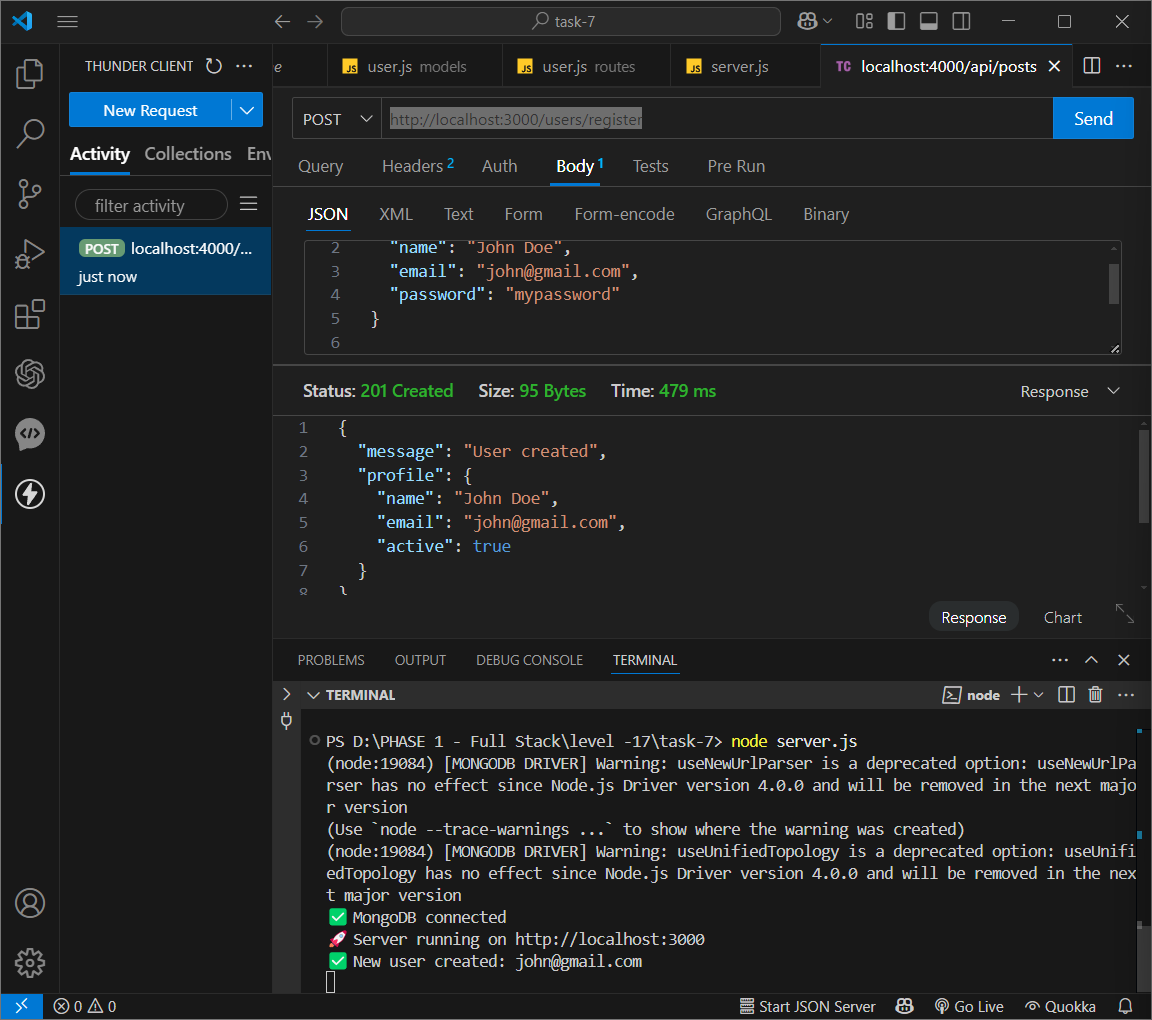 task-7
THUNDER CLIENT
e
JS user.js models
JS user.js routes
JS server.js
TC localhost:4000/api/posts
New Request
POST
http://localhost:3000/users/register
Send
Activity Collections Env
Query Headers 2 Auth Body 1 Tests Pre Run
filter activity
JSON XML Text Form Form-encode GraphQL Binary
POST localhost:4000/...
just now
2 "name": "John Doe",
3 "email": "john@gmail.com",
4 "password": "mypassword"
5 }
6
Status: 201 Created Size: 95 Bytes Time: 479 ms
Response
1 {
2 "message": "User created",
3 "profile": {
4 "name": "John Doe",
5 "email": "john@gmail.com",
6 "active": true
7 }
8 }
Response Chart
PROBLEMS OUTPUT DEBUG CONSOLE TERMINAL
TERMINAL
node
PS D:\PHASE 1 - Full Stack\level -17\task-7> node server.js
(node:19084) [MONGODB DRIVER] Warning: useNewUrlParser is a deprecated option: useNewUrlPa
rser has no effect since Node.js Driver version 4.0.0 and will be removed in the next majo
r version
(Use `node --trace-warnings ...` to show where the warning was created)
(node:19084) [MONGODB DRIVER] Warning: useUnifiedTopology is a deprecated option: useUnifi
edTopology has no effect since Node.js Driver version 4.0.0 and will be removed in the nex
t major version
✅ MongoDB connected
🚀 Server running on http://localhost:3000
✅ New user created: john@gmail.com
0 0
Start JSON Server
Go Live
Quokka